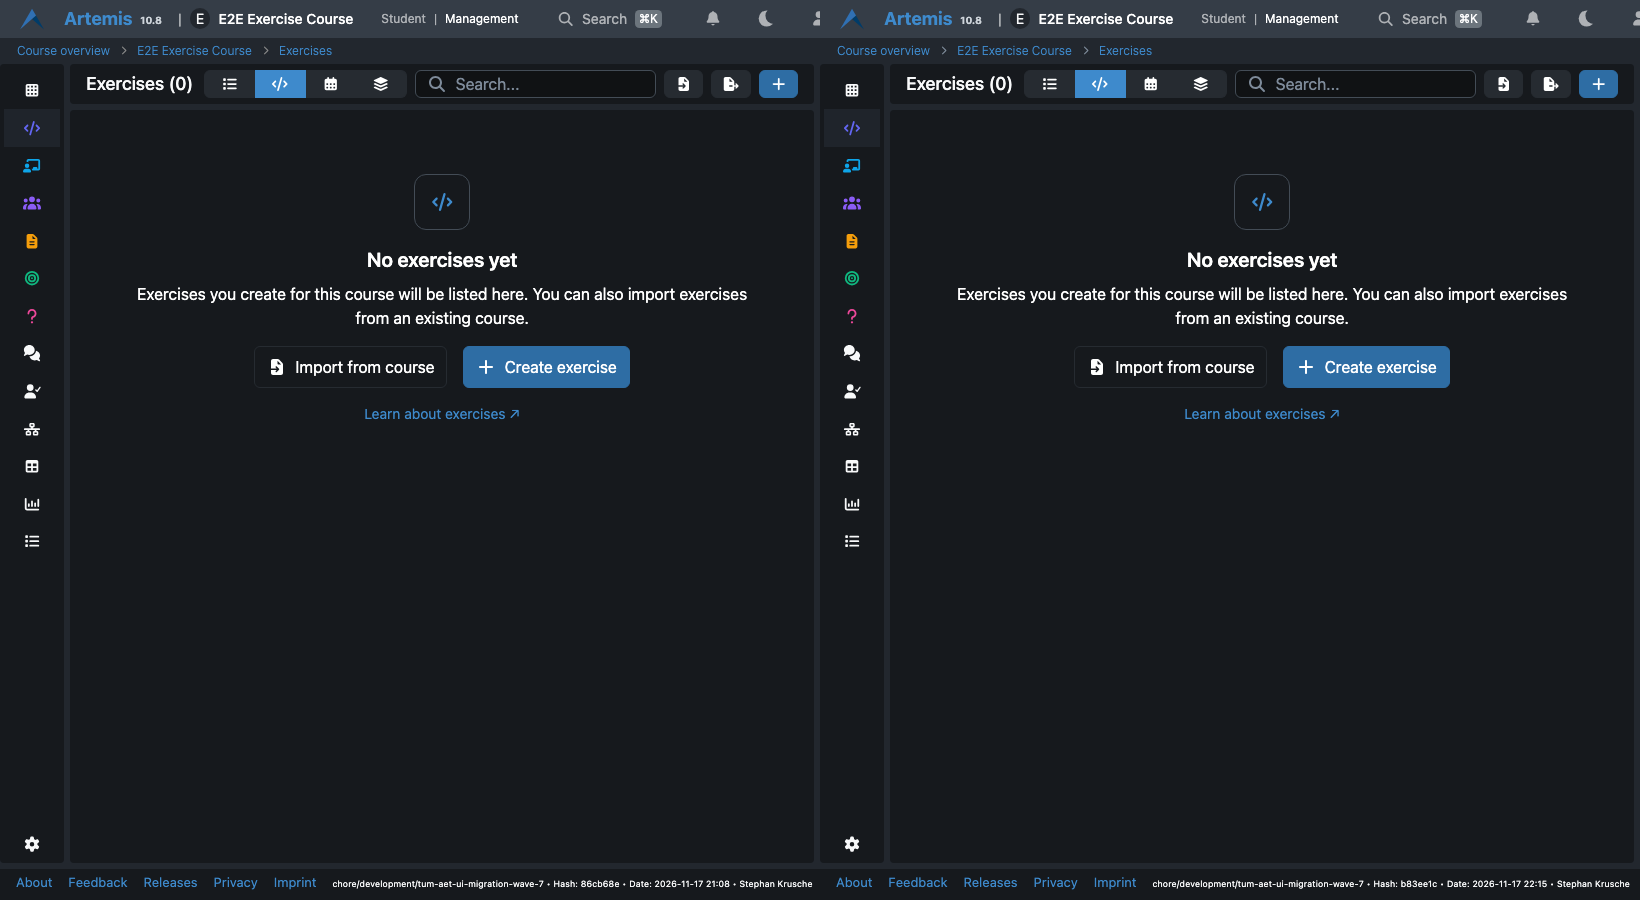 Artemis 10.8 | E E2E Exercise Course Student | Management Search ⌘K
Course overview > E2E Exercise Course > Exercises
Exercises (0) Search...
No exercises yet
Exercises you create for this course will be listed here. You can also import exercises
from an existing course.
Import from course Create exercise
Learn about exercises ↗
About Feedback Releases Privacy Imprint chore/development/tum-aet-ui-migration-wave-7 • Hash: 86cb68e • Date: 2026-11-17 21:08 • Stephan Krusche
Artemis 10.8 | E E2E Exercise Course Student | Management Search ⌘K
Course overview > E2E Exercise Course > Exercises
Exercises (0) Search...
No exercises yet
Exercises you create for this course will be listed here. You can also import exercises
from an existing course.
Import from course Create exercise
Learn about exercises ↗
About Feedback Releases Privacy Imprint chore/development/tum-aet-ui-migration-wave-7 • Hash: b83ee1c • Date: 2026-11-17 22:15 • Stephan Krusche